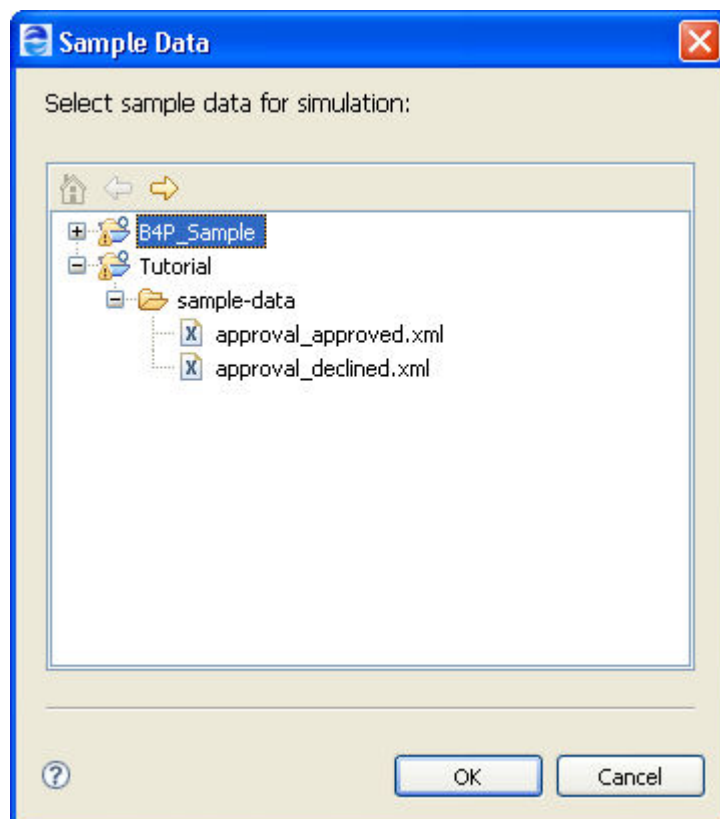 Sample Data
Select sample data for simulation:
B4P_Sample
Tutorial
sample-data
approval_approved.xml
approval_declined.xml
OK Cancel